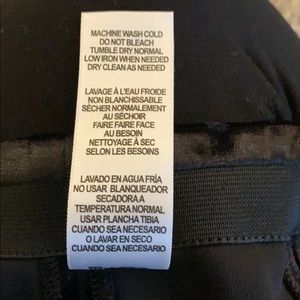 MACHINE WASH COLD
DO NOT BLEACH
TUMBLE DRY NORMAL
LOW IRON WHEN NEEDED
DRY CLEAN AS NEEDED
LAVAGE À L'EAU FROIDE
NON BLANCHISSABLE
SÉCHER NORMALEMENT
AU SÉCHOIR
FAIRE FAIRE FACE
AU BESOIN
NETTOYAGE À SEC
SELON LES BESOINS
LAVADO EN AGUA FRÍA
NO USAR BLANQUEADOR
SECADORA A
TEMPERATURA NORMAL
USAR PLANCHA TIBIA
CUANDO SEA NECESARIO
O LAVAR EN SECO
CUANDO SEA NECESARIO